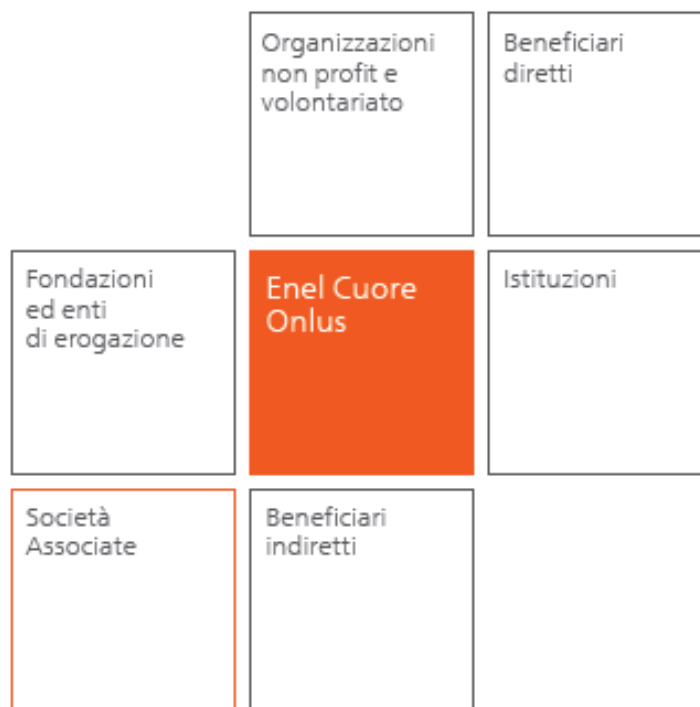 Organizzazioni
non profit e
volontariato
Beneficiari
diretti
Fondazioni
ed enti
di erogazione
Enel Cuore
Onlus
Istituzioni
Società
Associate
Beneficiari
indiretti